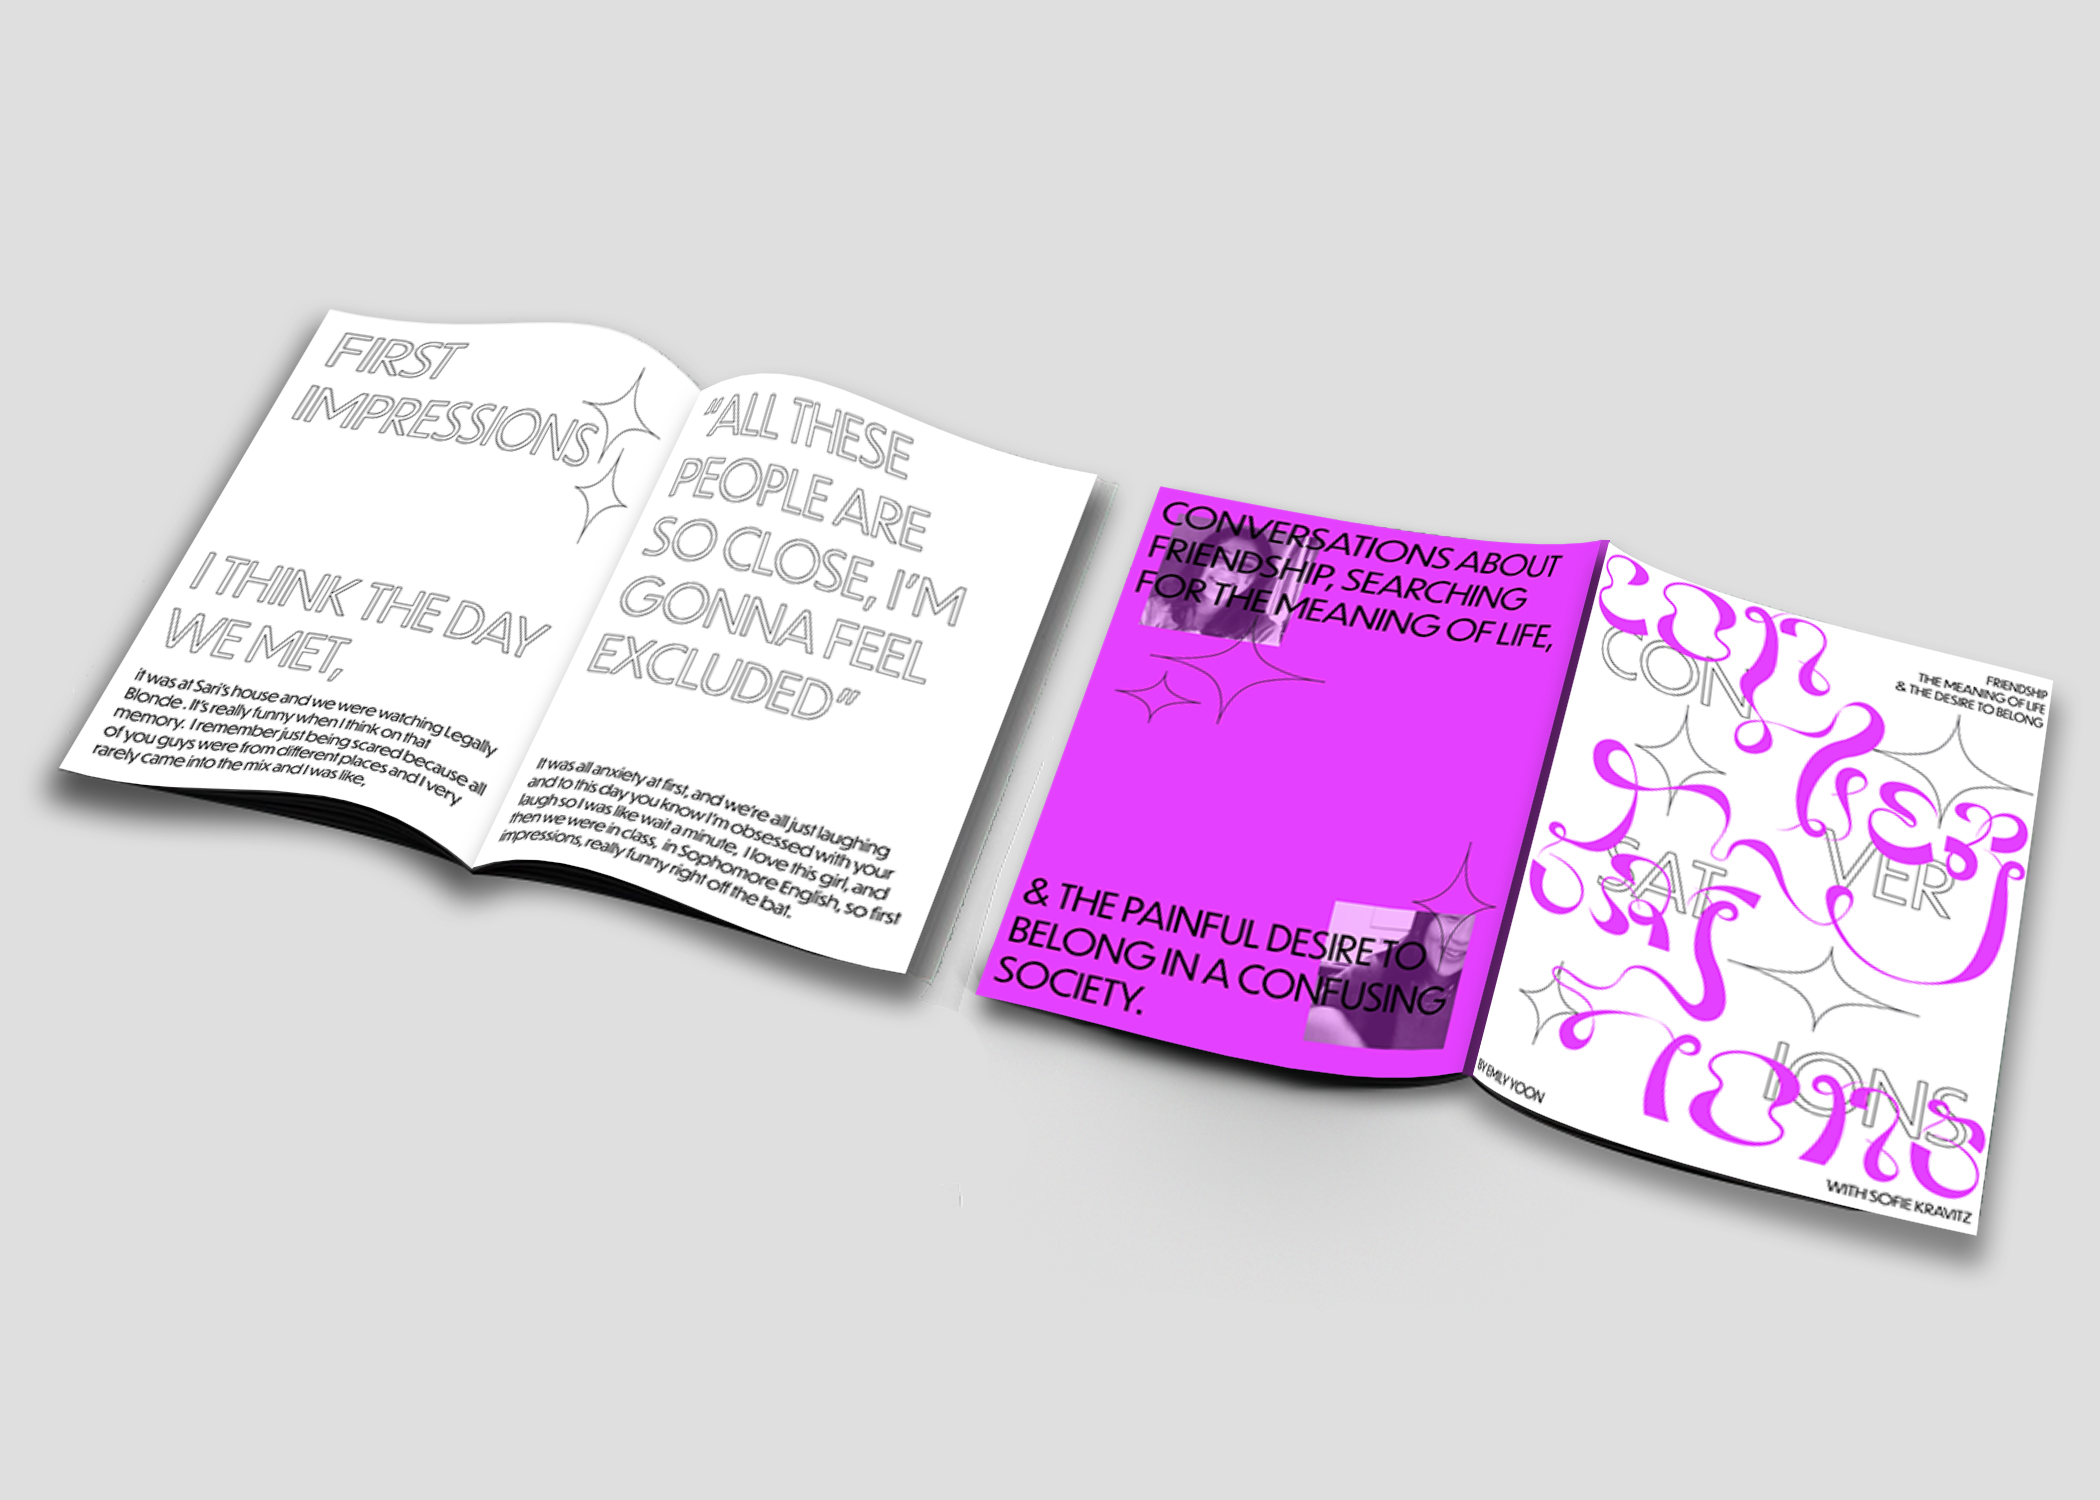 FIRST
IMPRESSIONS
I THINK THE DAY
WE MET,
it was at Sari's house and we were watching Legally
Blonde . It's really funny when I think on that
memory. I remember just being scared because all
of you guys were from different places and I very
rarely came into the mix and I was like,
"ALL THESE
PEOPLE ARE
SO CLOSE, I'M
GONNA FEEL
EXCLUDED"
It was all anxiety at first, and we're all just laughing
and to this day you know I'm obsessed with your
laugh so I was like wait a minute, I love this girl, and
then we were in class, in Sophomore English, so first
impressions, really funny right off the bat.
CONVERSATIONS ABOUT
FRIENDSHIP, SEARCHING
FOR THE MEANING OF LIFE,
& THE PAINFUL DESIRE TO
BELONG IN A CONFUSING
SOCIETY.
con
CON
FRIENDSHIP
THE MEANING OF LIFE
& THE DESIRE TO BELONG
ver
VER
sat
SAT
ions
IONS
BY EMILY YOON
WITH SOFIE KRAVITZ